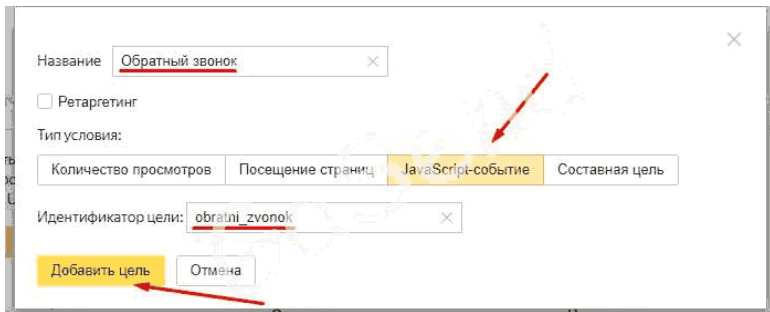 Название Обратный звонок
Ретаргетинг
Тип условия:
Количество просмотров Посещение страниц JavaScript-событие Составная цель
Идентификатор цели: obratni_zvonok
Добавить цель Отмена